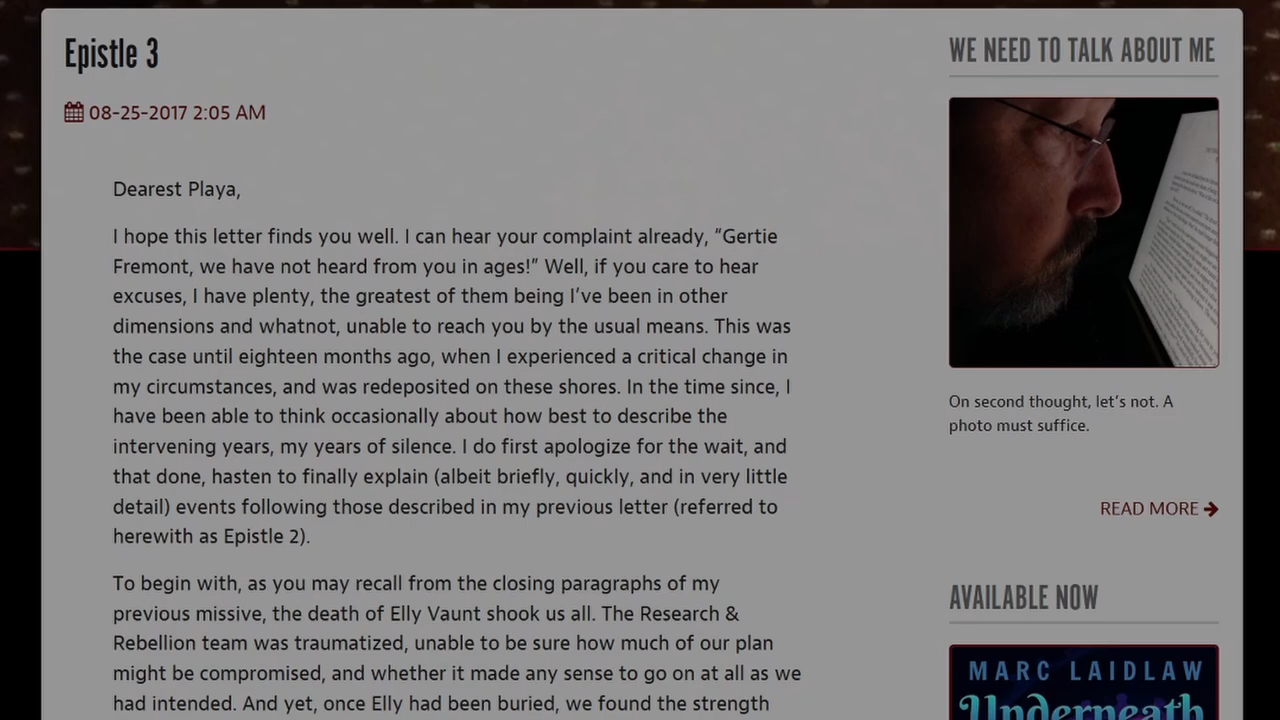 Epistle 3
08-25-2017 2:05 AM
Dearest Playa,
I hope this letter finds you well. I can hear your complaint already, “Gertie
Fremont, we have not heard from you in ages!” Well, if you care to hear
excuses, I have plenty, the greatest of them being I’ve been in other
dimensions and whatnot, unable to reach you by the usual means. This was
the case until eighteen months ago, when I experienced a critical change in
my circumstances, and was redeposited on these shores. In the time since, I
have been able to think occasionally about how best to describe the
intervening years, my years of silence. I do first apologize for the wait, and
that done, hasten to finally explain (albeit briefly, quickly, and in very little
detail) events following those described in my previous letter (referred to
herewith as Epistle 2).
To begin with, as you may recall from the closing paragraphs of my
previous missive, the death of Elly Vaunt shook us all. The Research &
Rebellion team was traumatized, unable to be sure how much of our plan
might be compromised, and whether it made any sense to go on at all as we
had intended. And yet, once Elly had been buried, we found the strength
WE NEED TO TALK ABOUT ME
On second thought, let’s not. A
photo must suffice.
READ MORE
AVAILABLE NOW
MARC LAIDLAW
Underneath